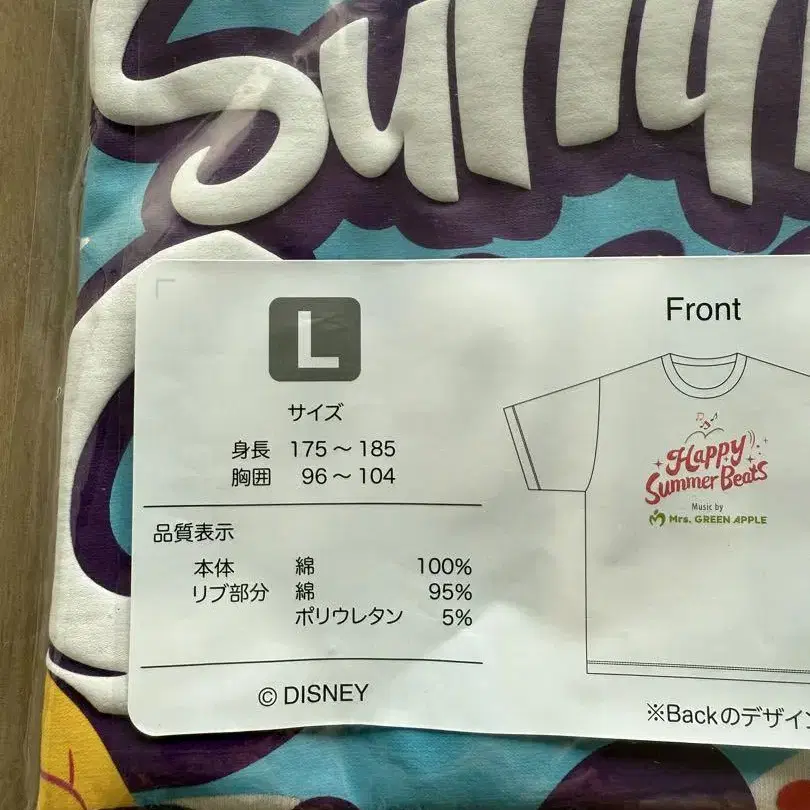 L
サイズ
身長 175～185
胸囲 96～104
品質表示
本体 綿 100%
リブ部分 綿 95%
ポリウレタン 5%
© DISNEY
Front
Happy
Summer Beats
Music by
Mrs. GREEN APPLE
※Backのデザイン